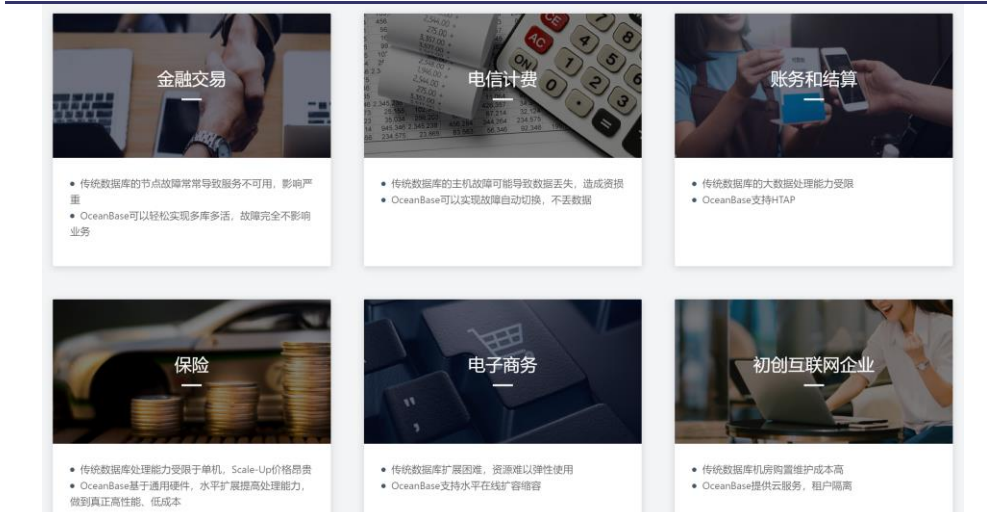 金融交易
电信计费
账务和结算
• 传统数据库的节点故障常常导致服务不可用，影响严
重
• OceanBase可以轻松实现多库多活，故障完全不影响
业务
• 传统数据库的主机故障可能导致数据丢失，造成资损
• OceanBase可以实现故障自动切换，不丢数据
• 传统数据库的大数据处理能力受限
• OceanBase支持HTAP
保险
电子商务
初创互联网企业
• 传统数据库处理能力受限于单机，Scale-Up价格昂贵
• OceanBase基于通用硬件，水平扩展提高处理能力，
做到真正高性能、低成本
• 传统数据库扩展困难，资源难以弹性使用
• OceanBase支持水平在线扩容缩容
• 传统数据库机房购置维护成本高
• OceanBase提供云服务，租户隔离